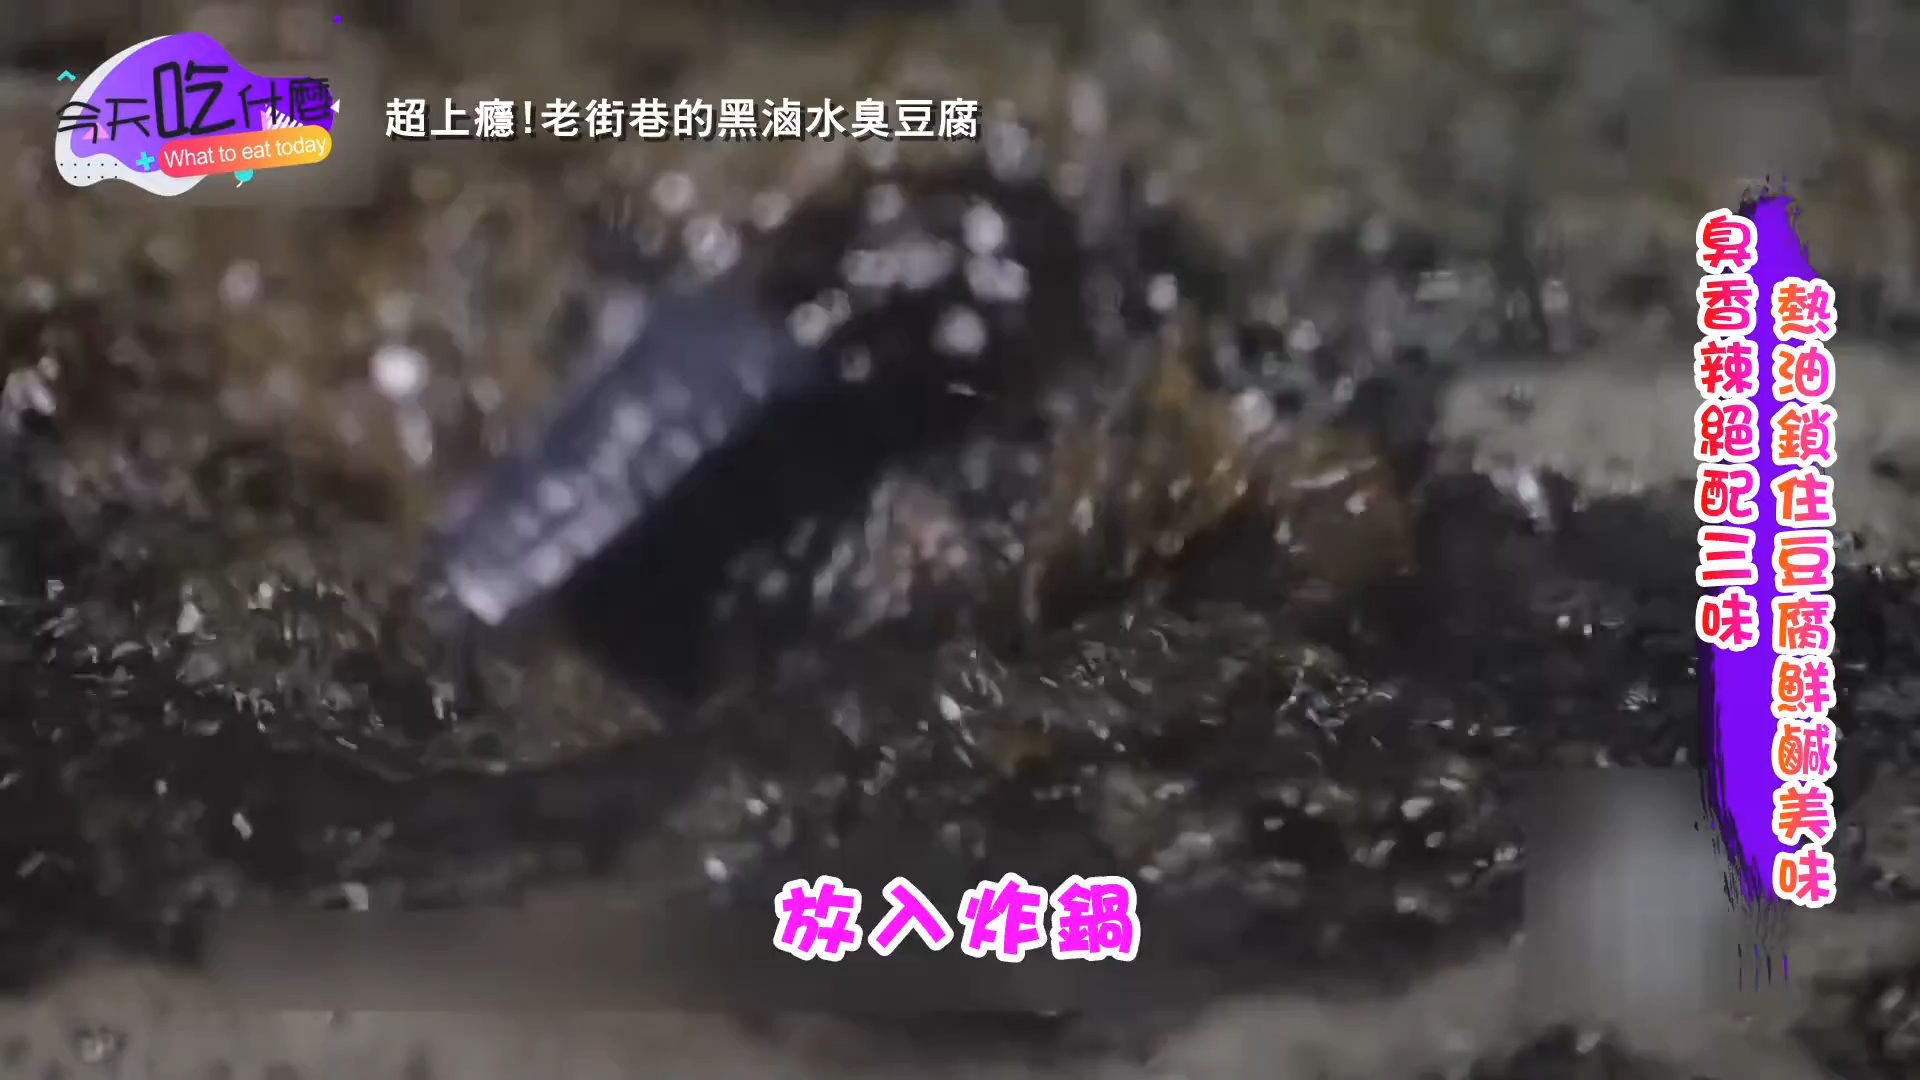 今天吃什麼
What to eat today
超上癮!老街巷的黑滷水臭豆腐
熱油鎖住豆腐鮮鹹美味
臭香辣絕配三味
放入炸鍋